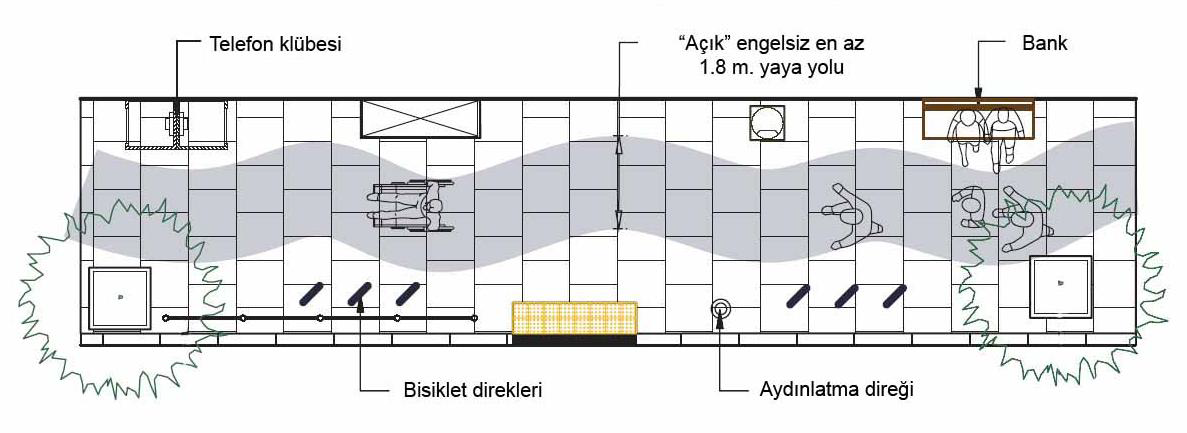 Telefon klübesi
“Açık” engelsiz en az
1.8 m. yaya yolu
Bank
Bisiklet direkleri
Aydınlatma direği